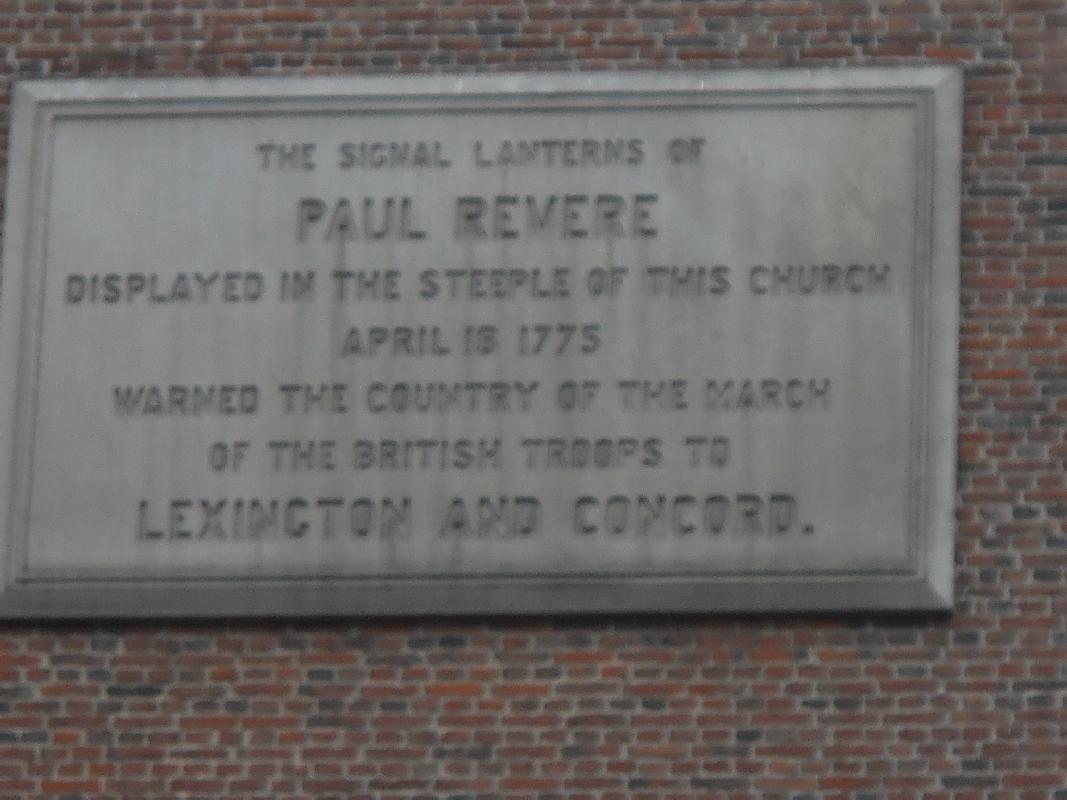 THE SIGNAL LANTERNS OF
PAUL REVERE
DISPLAYED IN THE STEEPLE OF THIS CHURCH
APRIL 18 1775
WARNED THE COUNTRY OF THE MARCH
OF THE BRITISH TROOPS TO
LEXINGTON AND CONCORD.